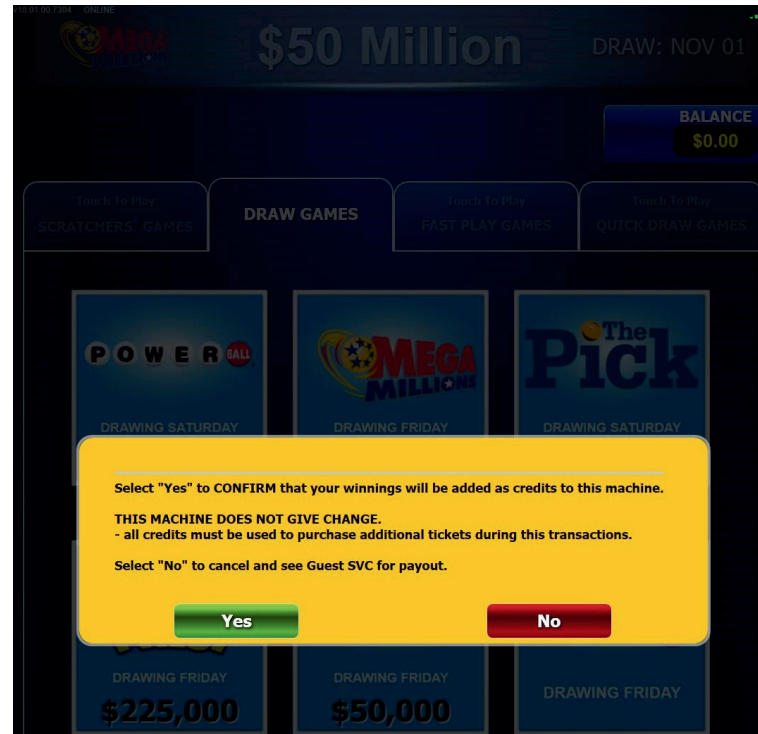 v18.01.00.7304 ONLINE
MEGA MILLIONS $50 Million DRAW: NOV 01
BALANCE
$0.00
Touch To Play
SCRATCHERS® GAMES
DRAW GAMES
Touch To Play
FAST PLAY GAMES
Touch To Play
QUICK DRAW GAMES
POWERBALL
DRAWING SATURDAY
MEGA MILLIONS
DRAWING FRIDAY
The Pick
DRAWING SATURDAY
Select "Yes" to CONFIRM that your winnings will be added as credits to this machine.
THIS MACHINE DOES NOT GIVE CHANGE.
- all credits must be used to purchase additional tickets during this transactions.
Select "No" to cancel and see Guest SVC for payout.
Yes No
DRAWING FRIDAY
$225,000
DRAWING FRIDAY
$50,000
DRAWING FRIDAY